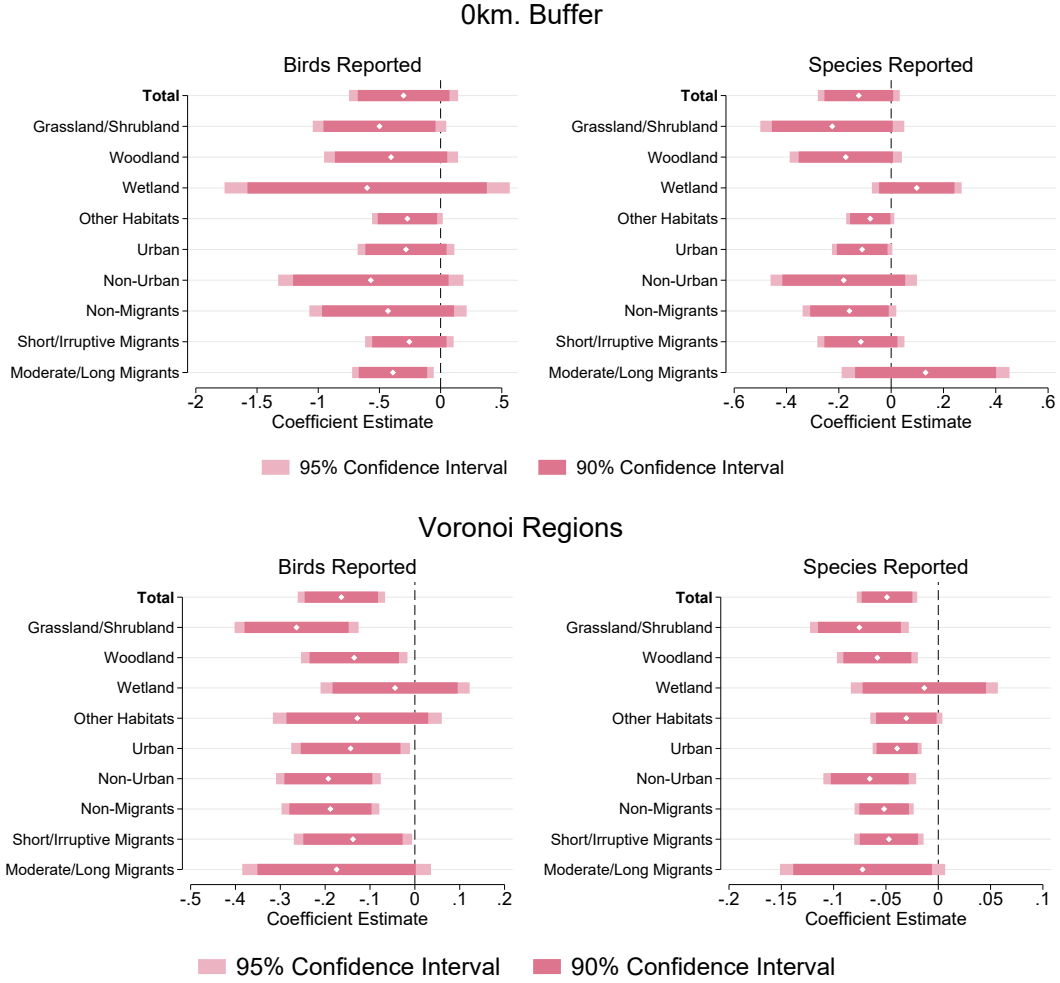 0km. Buffer
Birds Reported
Total
Grassland/Shrubland
Woodland
Wetland
Other Habitats
Urban
Non-Urban
Non-Migrants
Short/Irruptive Migrants
Moderate/Long Migrants
-2 -1.5 -1 -.5 0 .5
Coefficient Estimate
Species Reported
Total
Grassland/Shrubland
Woodland
Wetland
Other Habitats
Urban
Non-Urban
Non-Migrants
Short/Irruptive Migrants
Moderate/Long Migrants
-.6 -.4 -.2 0 .2 .4 .6
Coefficient Estimate
95% Confidence Interval 90% Confidence Interval
Voronoi Regions
Birds Reported
Total
Grassland/Shrubland
Woodland
Wetland
Other Habitats
Urban
Non-Urban
Non-Migrants
Short/Irruptive Migrants
Moderate/Long Migrants
-.5 -.4 -.3 -.2 -.1 0 .1 .2
Coefficient Estimate
Species Reported
Total
Grassland/Shrubland
Woodland
Wetland
Other Habitats
Urban
Non-Urban
Non-Migrants
Short/Irruptive Migrants
Moderate/Long Migrants
-.2 -.15 -.1 -.05 0 .05 .1
Coefficient Estimate
95% Confidence Interval 90% Confidence Interval